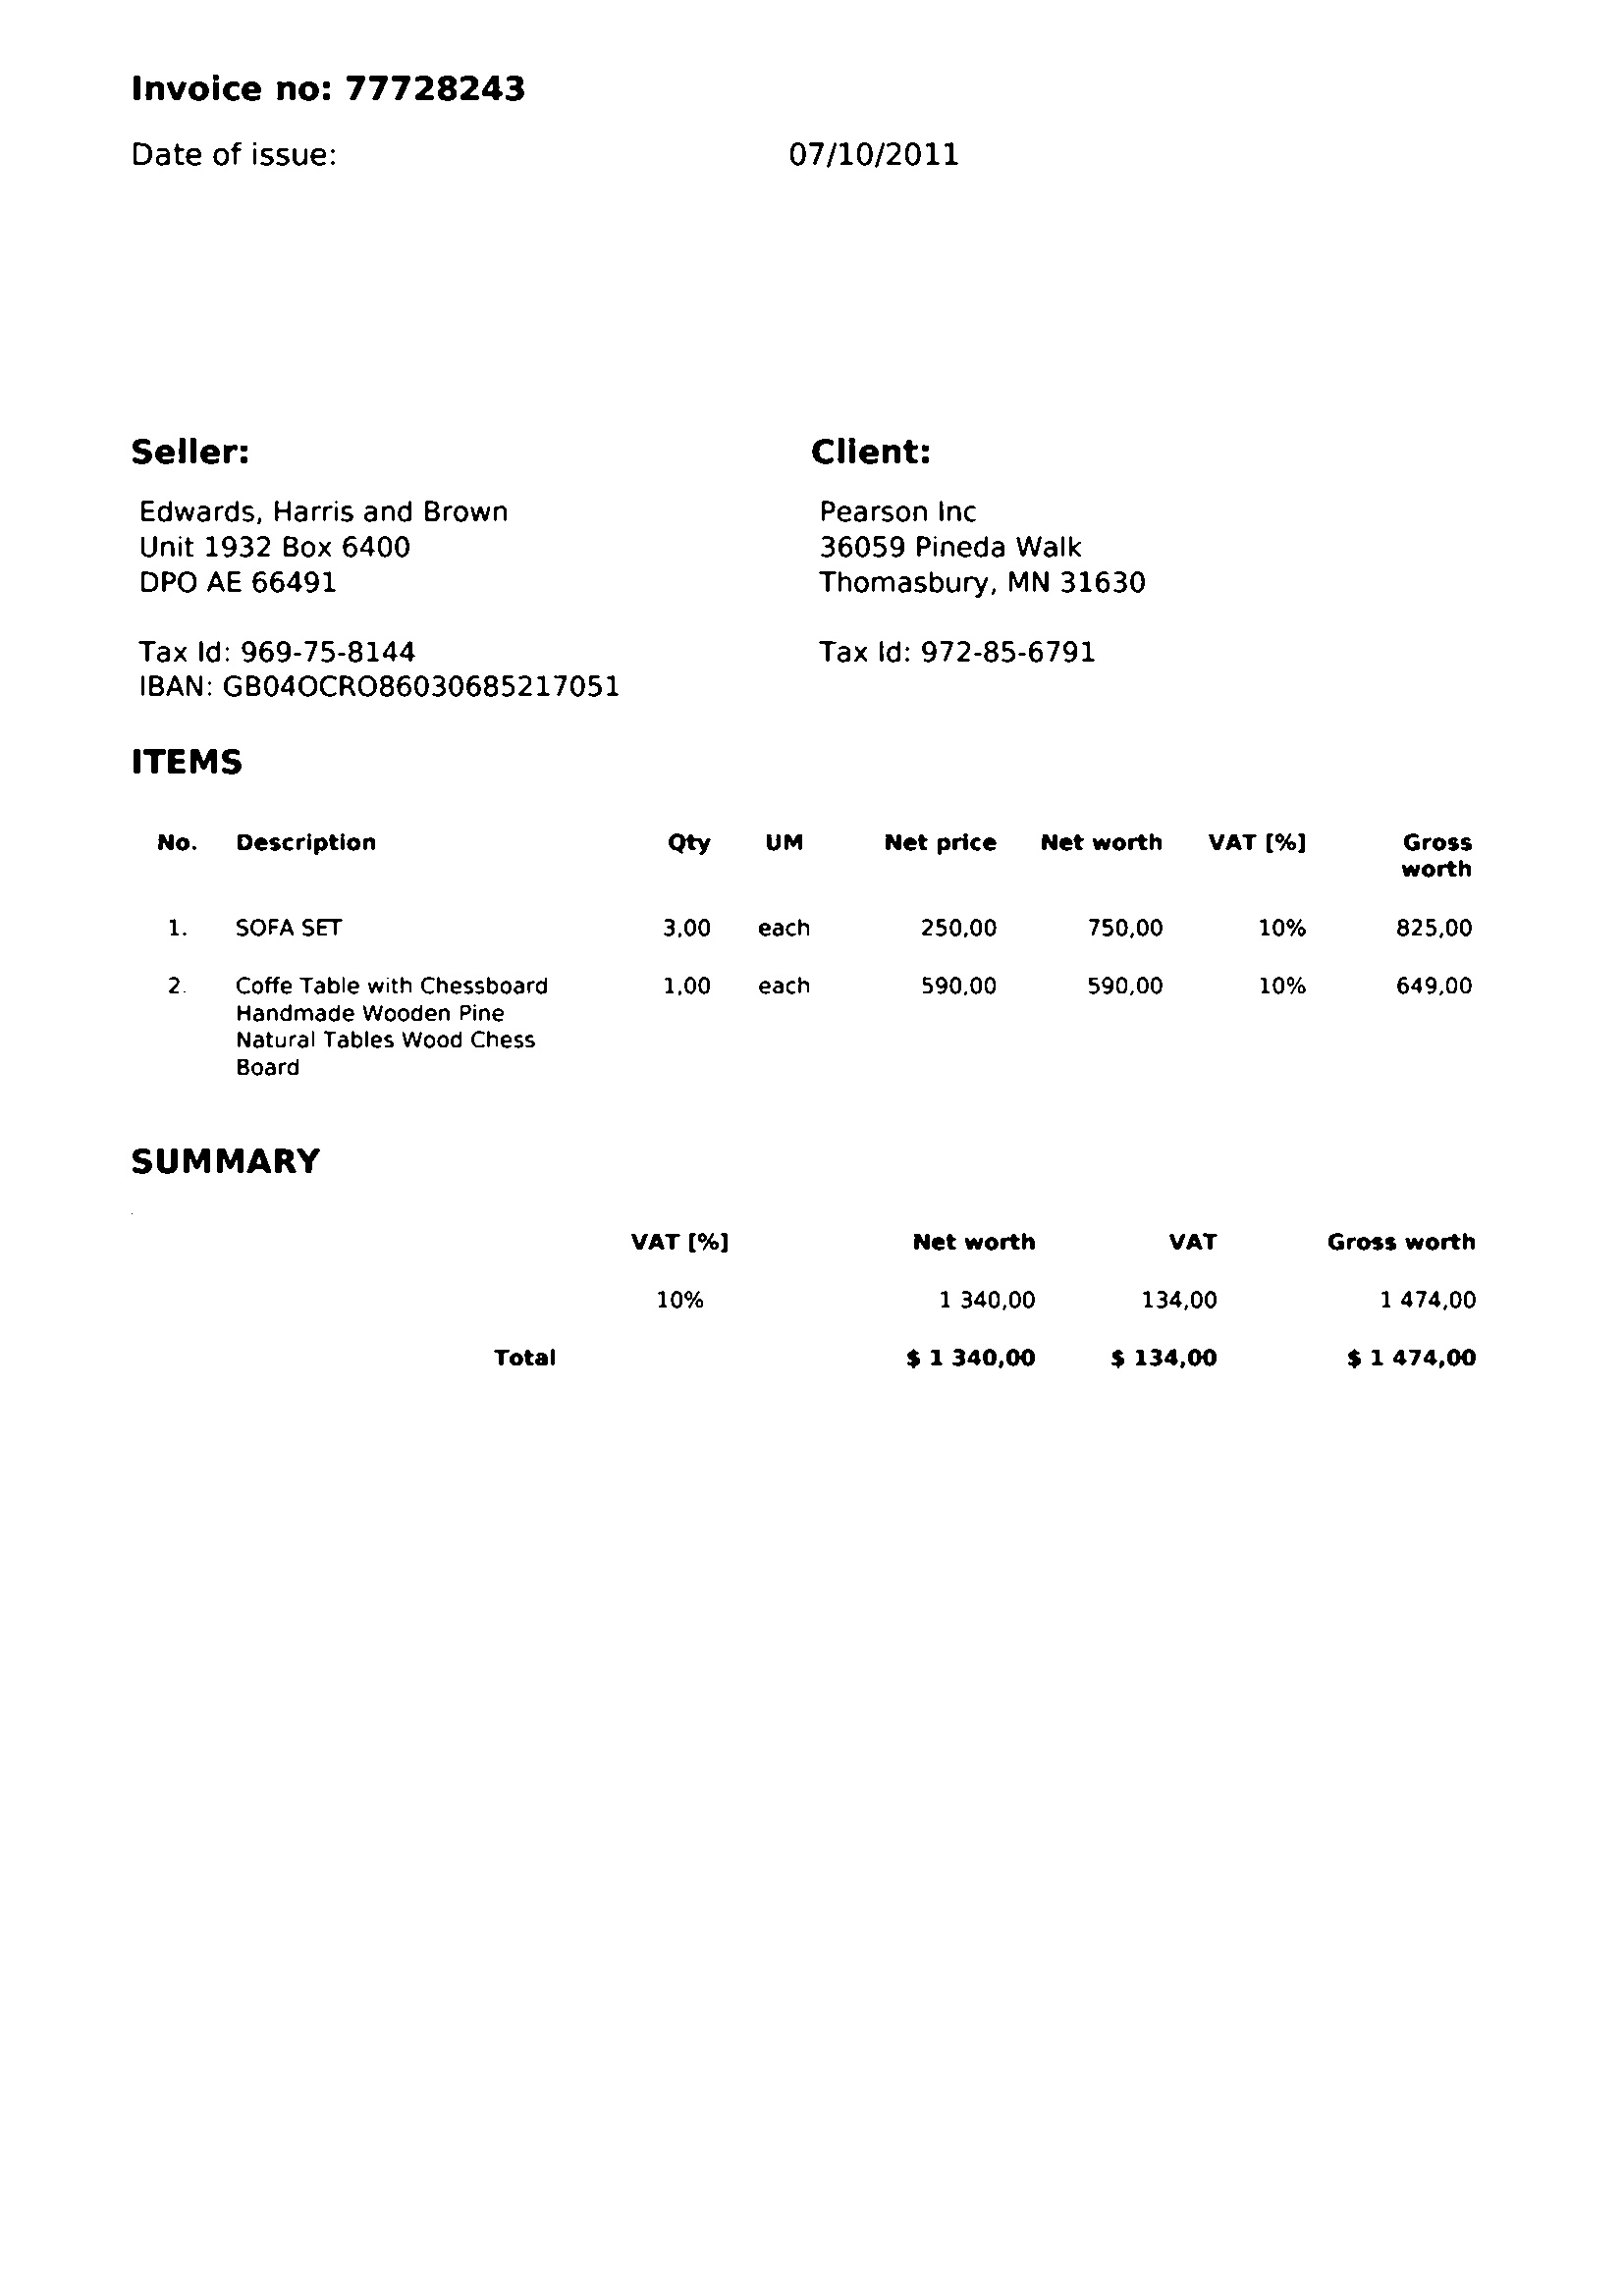 Invoice no: 77728243
Date of issue: 07/10/2011
Seller: Client:
Edwards, Harris and Brown Pearson Inc
Unit 1932 Box 6400 36059 Pineda Walk
DPO AE 66491 Thomasbury, MN 31630
Tax Id: 969-75-8144 Tax Id: 972-85-6791
IBAN: GB04OCRO86030685217051
ITEMS
No. Description Qty UM Net price Net worth VAT [%] Gross
worth
1. SOFA SET 3,00 each 250,00 750,00 10% 825,00
2. Coffe Table with Chessboard 1,00 each 590,00 590,00 10% 649,00
Handmade Wooden Pine
Natural Tables Wood Chess
Board
SUMMARY
VAT [%] Net worth VAT Gross worth
10% 1 340,00 134,00 1 474,00
Total $ 1 340,00 $ 134,00 $ 1 474,00